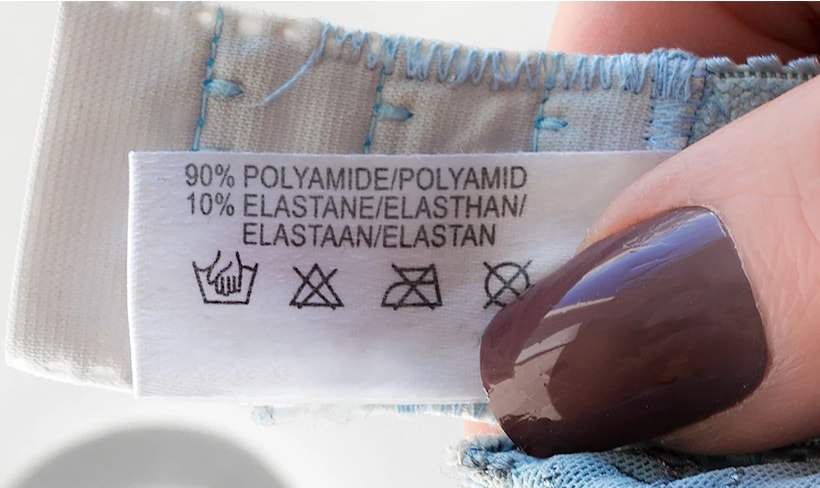 90% POLYAMIDE/POLYAMID
10% ELASTANE/ELASTHAN/
ELASTAAN/ELASTAN